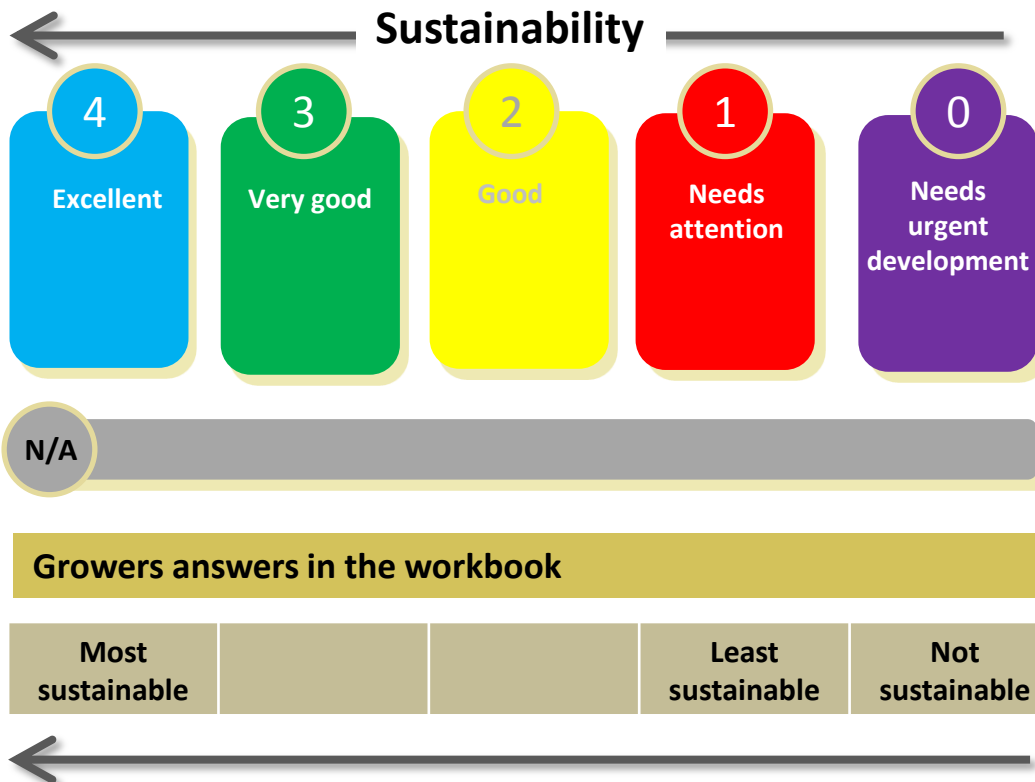 Sustainability
4
Excellent
3
Very good
2
Good
1
Needs
attention
0
Needs
urgent
development
N/A
Growers answers in the workbook
Most
sustainable
Least
sustainable
Not
sustainable